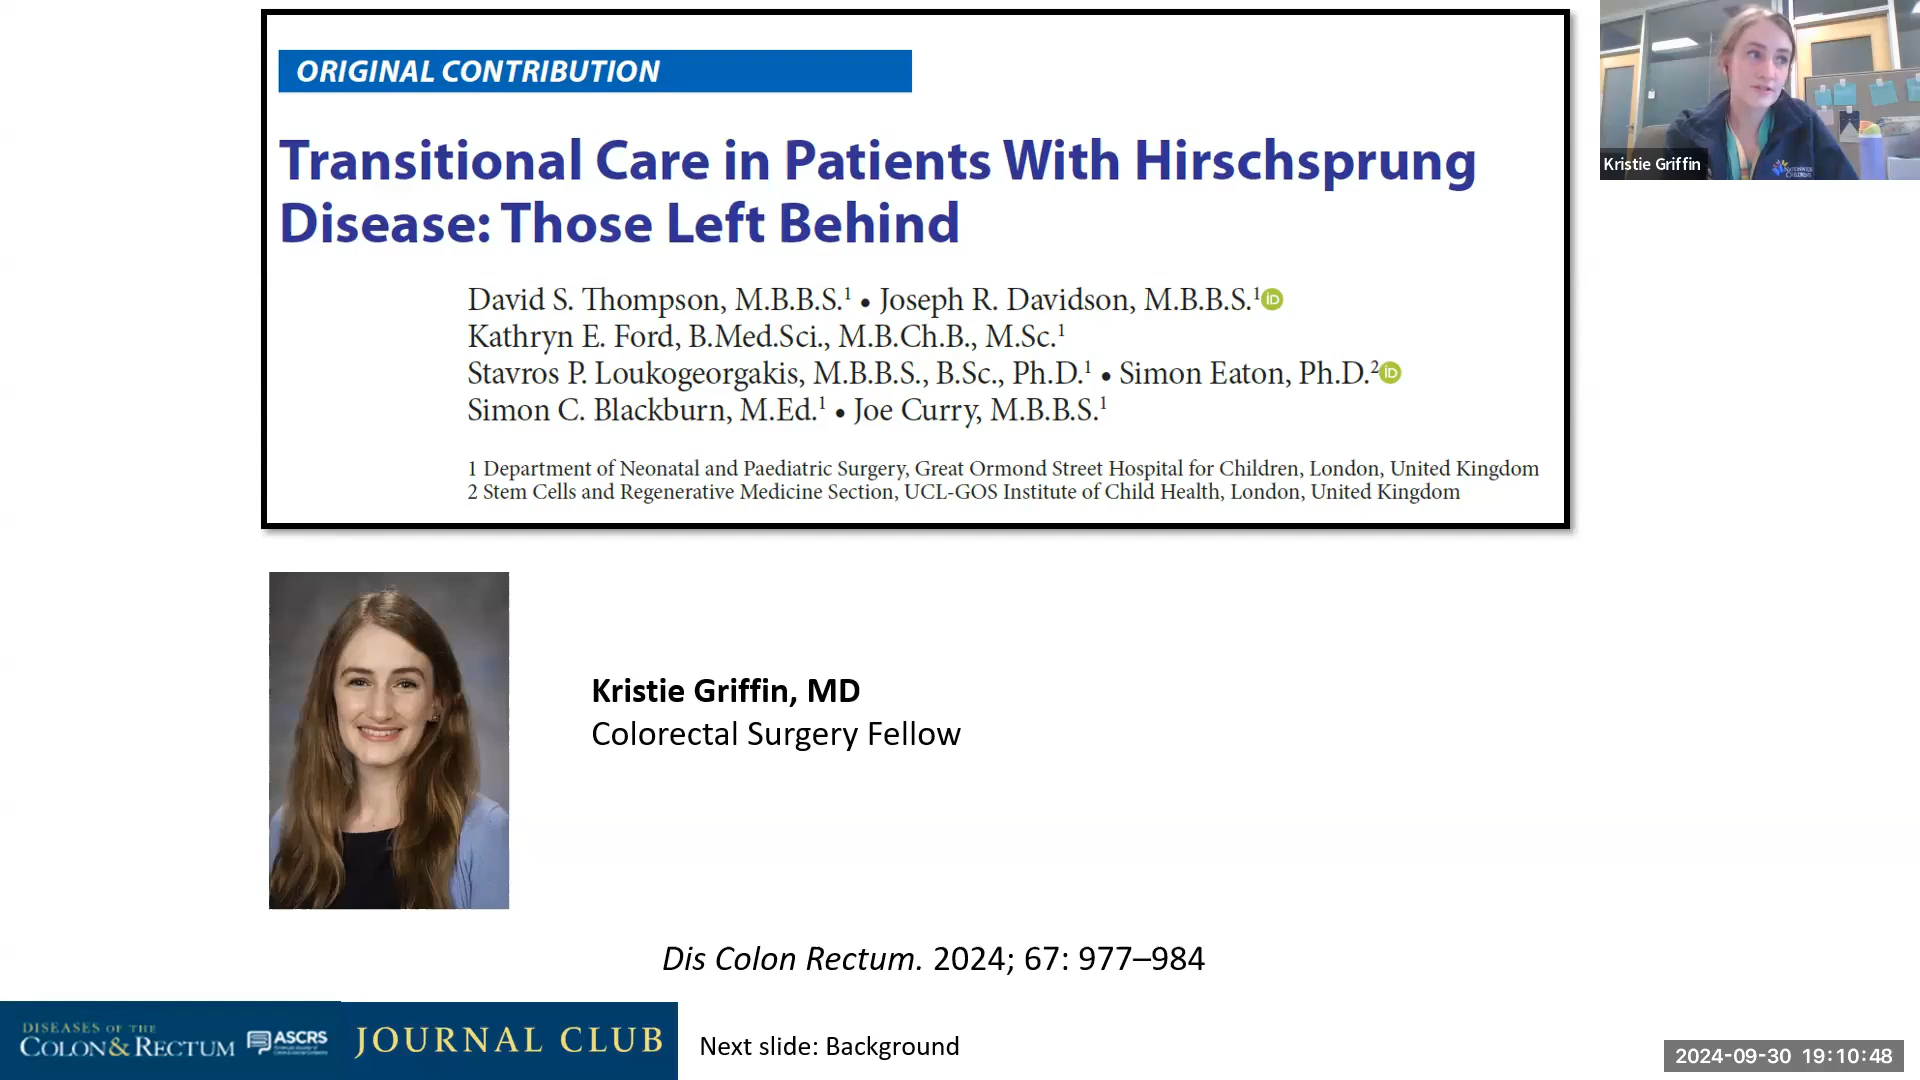 ORIGINAL CONTRIBUTION
Transitional Care in Patients With Hirschsprung
Disease: Those Left Behind
David S. Thompson, M.B.B.S.¹ • Joseph R. Davidson, M.B.B.S.¹ iD
Kathryn E. Ford, B.Med.Sci., M.B.Ch.B., M.Sc.¹
Stavros P. Loukogeorgakis, M.B.B.S., B.Sc., Ph.D.¹ • Simon Eaton, Ph.D.² iD
Simon C. Blackburn, M.Ed.¹ • Joe Curry, M.B.B.S.¹
1 Department of Neonatal and Paediatric Surgery, Great Ormond Street Hospital for Children, London, United Kingdom
2 Stem Cells and Regenerative Medicine Section, UCL-GOS Institute of Child Health, London, United Kingdom
Kristie Griffin
Kristie Griffin, MD
Colorectal Surgery Fellow
Dis Colon Rectum. 2024; 67: 977–984
DISEASES OF THE
COLON & RECTUM
ASCRS
JOURNAL CLUB
Next slide: Background
2024-09-30 19:10:48